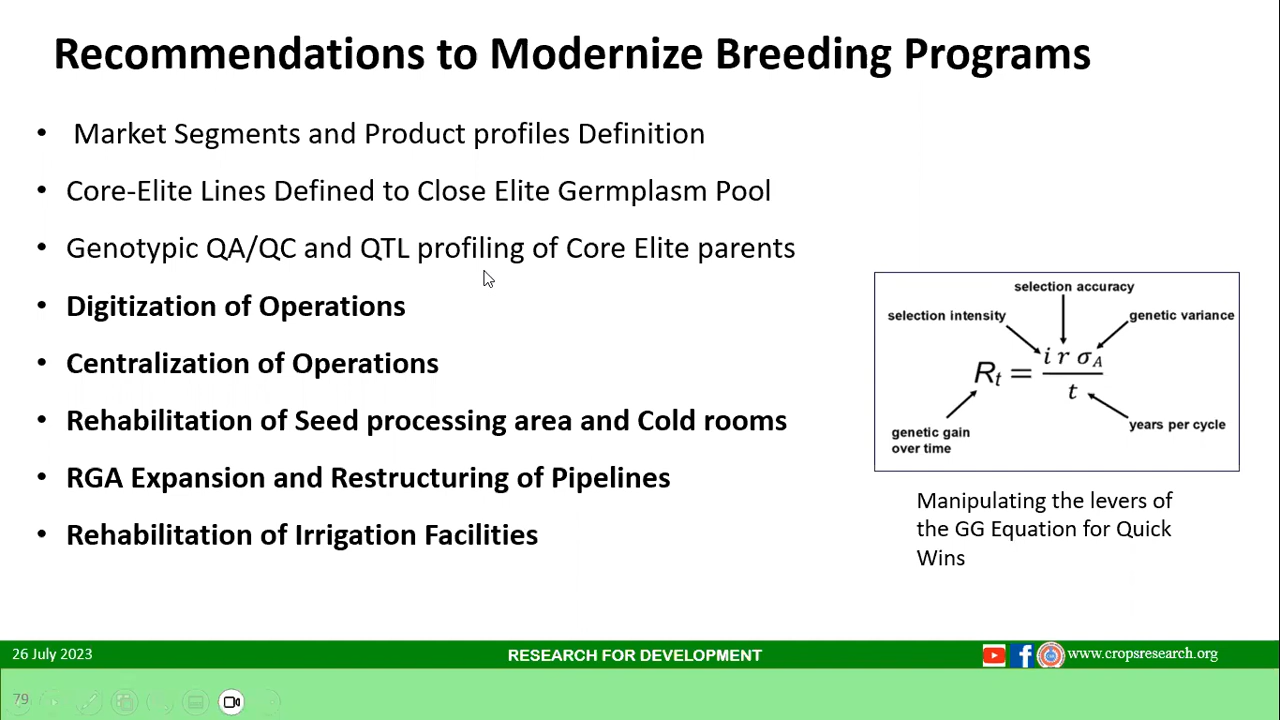 Recommendations to Modernize Breeding Programs
• Market Segments and Product profiles Definition
• Core-Elite Lines Defined to Close Elite Germplasm Pool
• Genotypic QA/QC and QTL profiling of Core Elite parents
• Digitization of Operations
• Centralization of Operations
• Rehabilitation of Seed processing area and Cold rooms
• RGA Expansion and Restructuring of Pipelines
• Rehabilitation of Irrigation Facilities
selection accuracy
selection intensity
genetic variance
Rₜ = i r σ_A / t
genetic gain
over time
years per cycle
Manipulating the levers of
the GG Equation for Quick
Wins
26 July 2023
RESEARCH FOR DEVELOPMENT
www.cropsresearch.org
79